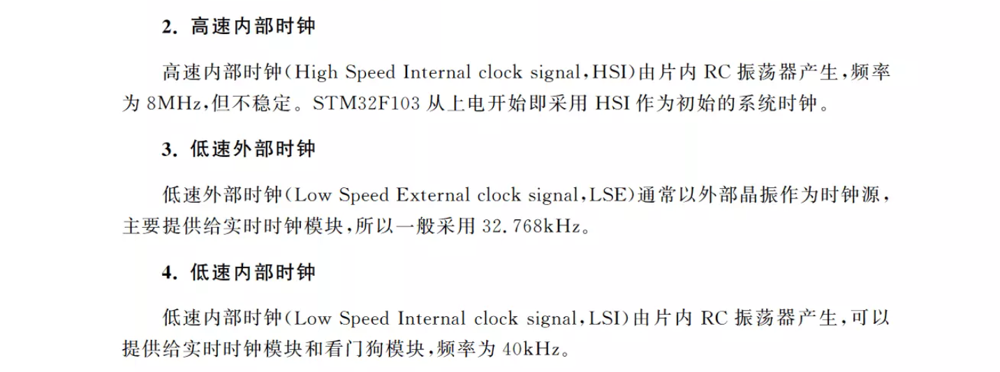 2. 高速内部时钟
高速内部时钟(High Speed Internal clock signal,HSI)由片内 RC 振荡器产生,频率
为 8MHz,但不稳定。STM32F103 从上电开始即采用 HSI 作为初始的系统时钟。
3. 低速外部时钟
低速外部时钟(Low Speed External clock signal,LSE)通常以外部晶振作为时钟源,
主要提供给实时时钟模块,所以一般采用 32.768kHz。
4. 低速内部时钟
低速内部时钟(Low Speed Internal clock signal,LSI)由片内 RC 振荡器产生,可以
提供给实时时钟模块和看门狗模块,频率为 40kHz。